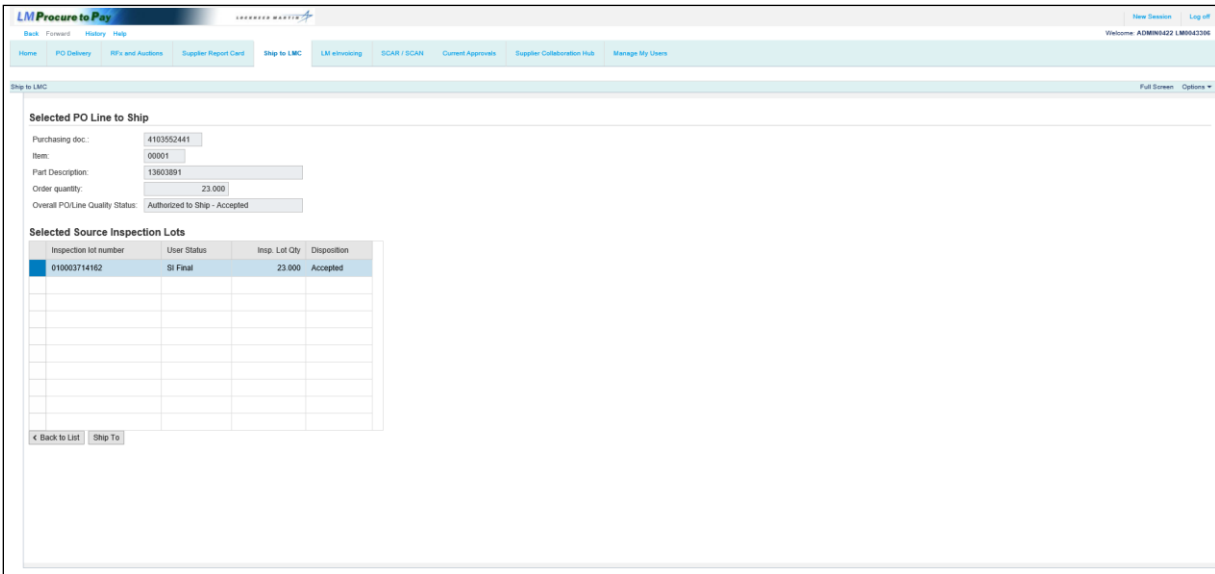 LMProcure to Pay LOCKHEED MARTIN New Session Log off
Back Forward History Help Welcome: ADMIN0422 LM0043306
Home PO Delivery RFx and Auctions Supplier Report Card Ship to LMC LM eInvoicing SCAR / SCAN Current Approvals Supplier Collaboration Hub Manage My Users
Ship to LMC Full Screen Options
Selected PO Line to Ship
Purchasing doc.: 4103552441
Item: 00001
Part Description: 13603891
Order quantity: 23.000
Overall PO/Line Quality Status: Authorized to Ship - Accepted
Selected Source Inspection Lots
Inspection lot number User Status Insp. Lot Qty Disposition
010003714162 SI Final 23.000 Accepted
Back to List Ship To